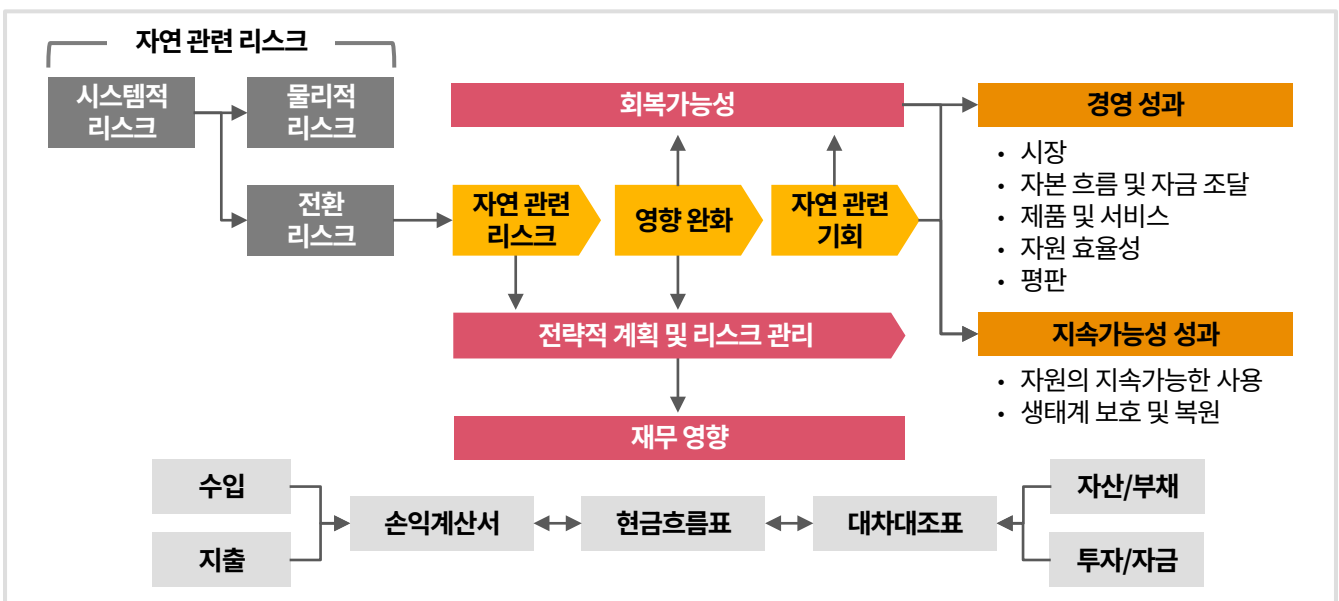 자연 관련 리스크
시스템적
리스크
물리적
리스크
전환
리스크
회복가능성
자연 관련
리스크
영향 완화
자연 관련
기회
전략적 계획 및 리스크 관리
재무 영향
경영 성과
• 시장
• 자본 흐름 및 자금 조달
• 제품 및 서비스
• 자원 효율성
• 평판
지속가능성 성과
• 자원의 지속가능한 사용
• 생태계 보호 및 복원
수입
지출
손익계산서
현금흐름표
대차대조표
자산/부채
투자/자금